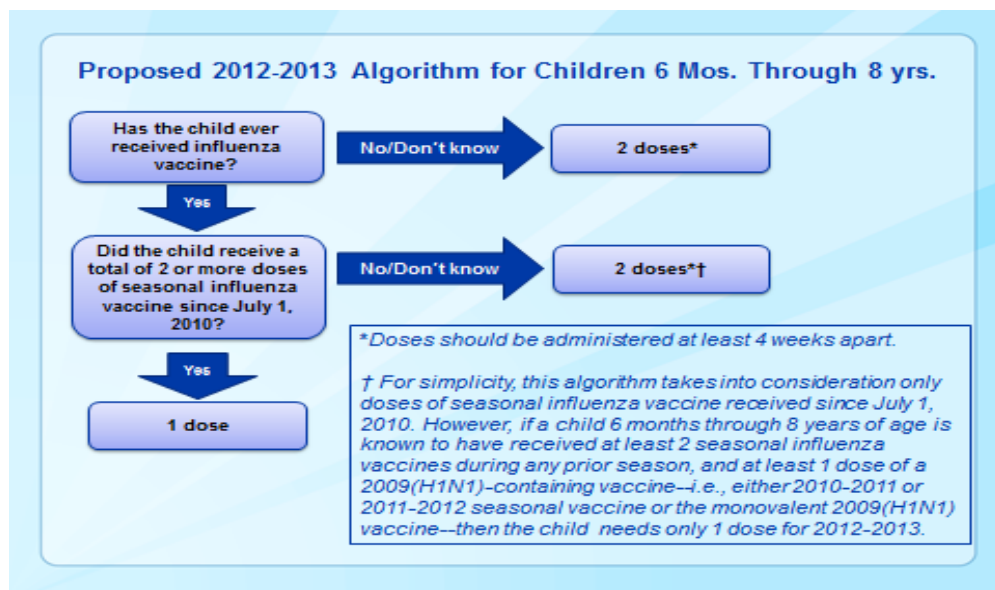 Proposed 2012-2013 Algorithm for Children 6 Mos. Through 8 yrs.
Has the child ever
received influenza
vaccine?
No/Don't know
2 doses*
Yes
Did the child receive a
total of 2 or more doses
of seasonal influenza
vaccine since July 1,
2010?
No/Don't know
2 doses*†
Yes
1 dose
*Doses should be administered at least 4 weeks apart.
† For simplicity, this algorithm takes into consideration only
doses of seasonal influenza vaccine received since July 1,
2010. However, if a child 6 months through 8 years of age is
known to have received at least 2 seasonal influenza
vaccines during any prior season, and at least 1 dose of a
2009(H1N1)-containing vaccine--i.e., either 2010-2011 or
2011-2012 seasonal vaccine or the monovalent 2009(H1N1)
vaccine--then the child needs only 1 dose for 2012-2013.